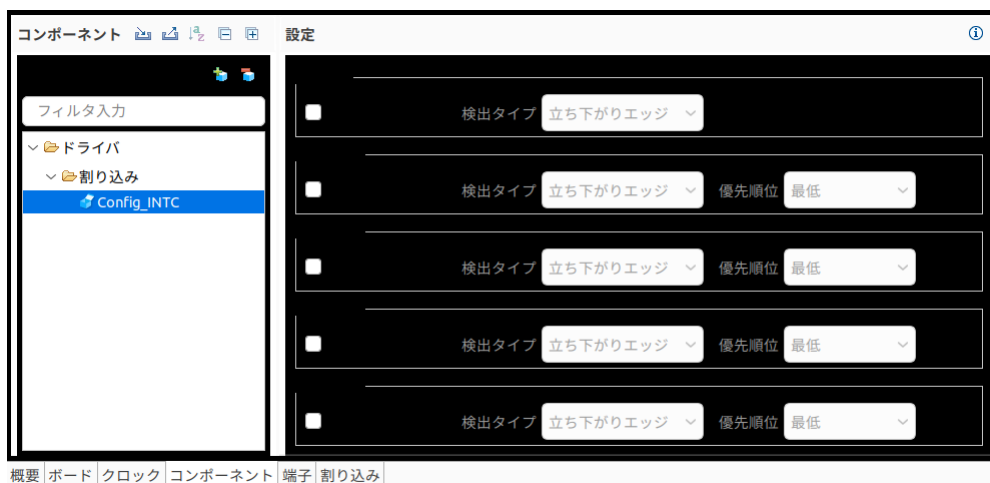 コンポーネント
設定
フィルタ入力
ドライバ
割り込み
Config_INTC
検出タイプ 立ち下がりエッジ
検出タイプ 立ち下がりエッジ 優先順位 最低
検出タイプ 立ち下がりエッジ 優先順位 最低
検出タイプ 立ち下がりエッジ 優先順位 最低
検出タイプ 立ち下がりエッジ 優先順位 最低
概要 ボード クロック コンポーネント 端子 割り込み